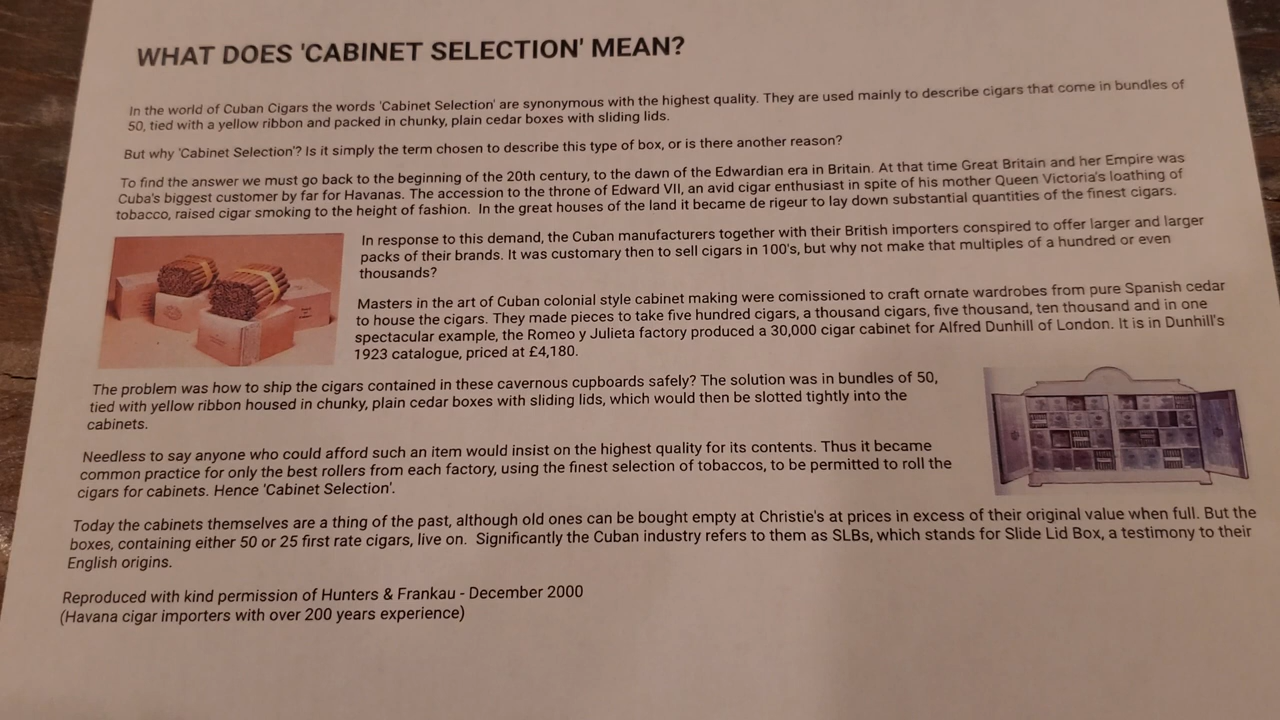 WHAT DOES 'CABINET SELECTION' MEAN?
In the world of Cuban Cigars the words 'Cabinet Selection' are synonymous with the highest quality. They are used mainly to describe cigars that come in bundles of
50, tied with a yellow ribbon and packed in chunky, plain cedar boxes with sliding lids.
But why 'Cabinet Selection'? Is it simply the term chosen to describe this type of box, or is there another reason?
To find the answer we must go back to the beginning of the 20th century, to the dawn of the Edwardian era in Britain. At that time Great Britain and her Empire was
Cuba's biggest customer by far for Havanas. The accession to the throne of Edward VII, an avid cigar enthusiast in spite of his mother Queen Victoria's loathing of
tobacco, raised cigar smoking to the height of fashion. In the great houses of the land it became de rigeur to lay down substantial quantities of the finest cigars.
In response to this demand, the Cuban manufacturers together with their British importers conspired to offer larger and larger
packs of their brands. It was customary then to sell cigars in 100's, but why not make that multiples of a hundred or even
thousands?
Masters in the art of Cuban colonial style cabinet making were comissioned to craft ornate wardrobes from pure Spanish cedar
to house the cigars. They made pieces to take five hundred cigars, a thousand cigars, five thousand, ten thousand and in one
spectacular example, the Romeo y Julieta factory produced a 30,000 cigar cabinet for Alfred Dunhill of London. It is in Dunhill's
1923 catalogue, priced at £4,180.
The problem was how to ship the cigars contained in these cavernous cupboards safely? The solution was in bundles of 50,
tied with yellow ribbon housed in chunky, plain cedar boxes with sliding lids, which would then be slotted tightly into the
cabinets.
Needless to say anyone who could afford such an item would insist on the highest quality for its contents. Thus it became
common practice for only the best rollers from each factory, using the finest selection of tobaccos, to be permitted to roll the
cigars for cabinets. Hence 'Cabinet Selection'.
Today the cabinets themselves are a thing of the past, although old ones can be bought empty at Christie's at prices in excess of their original value when full. But the
boxes, containing either 50 or 25 first rate cigars, live on. Significantly the Cuban industry refers to them as SLBs, which stands for Slide Lid Box, a testimony to their
English origins.
Reproduced with kind permission of Hunters & Frankau - December 2000
(Havana cigar importers with over 200 years experience)